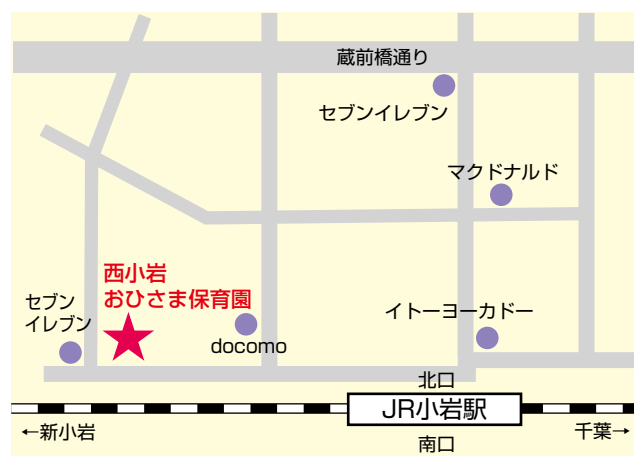 蔵前橋通り
セブンイレブン
マクドナルド
西小岩
おひさま保育園
セブン
イレブン
イトーヨーカドー
docomo
北口
JR小岩駅
←新小岩
千葉→
南口